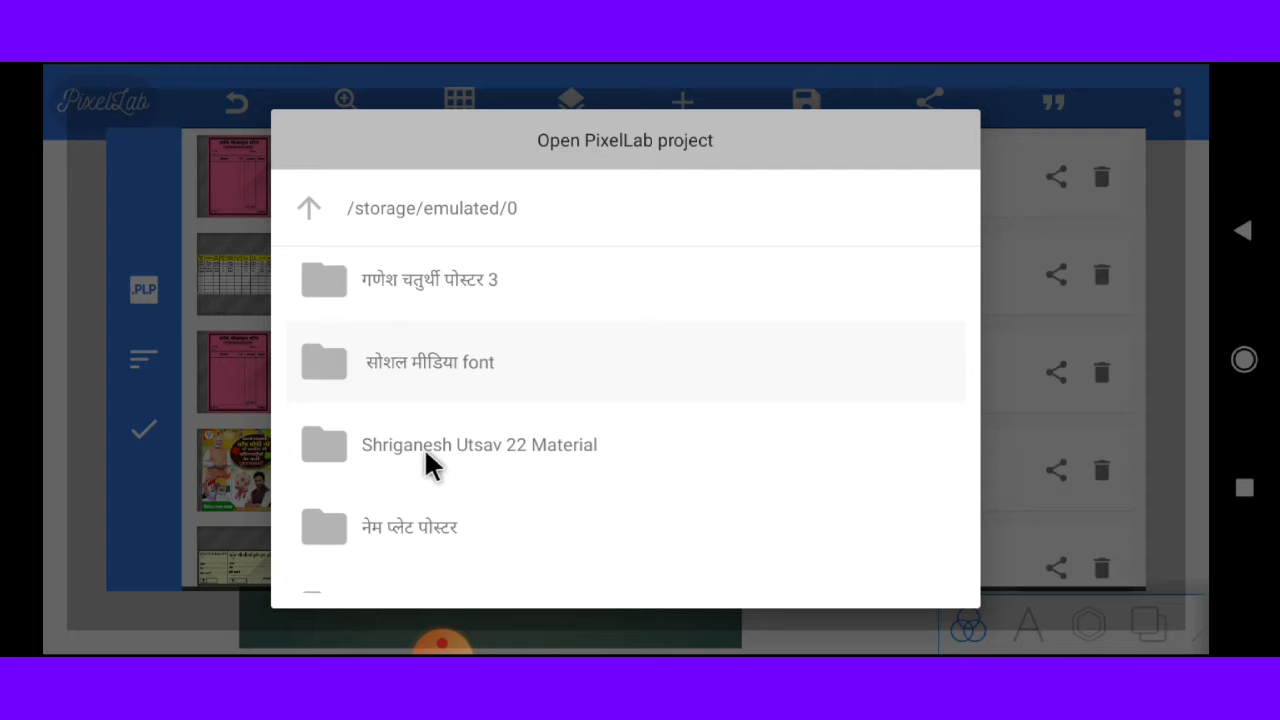 PixelLab
Open PixelLab project
/storage/emulated/0
गणेश चतुर्थी पोस्टर 3
सोशल मीडिया font
Shriganesh Utsav 22 Material
नेम प्लेट पोस्टर
.PLP